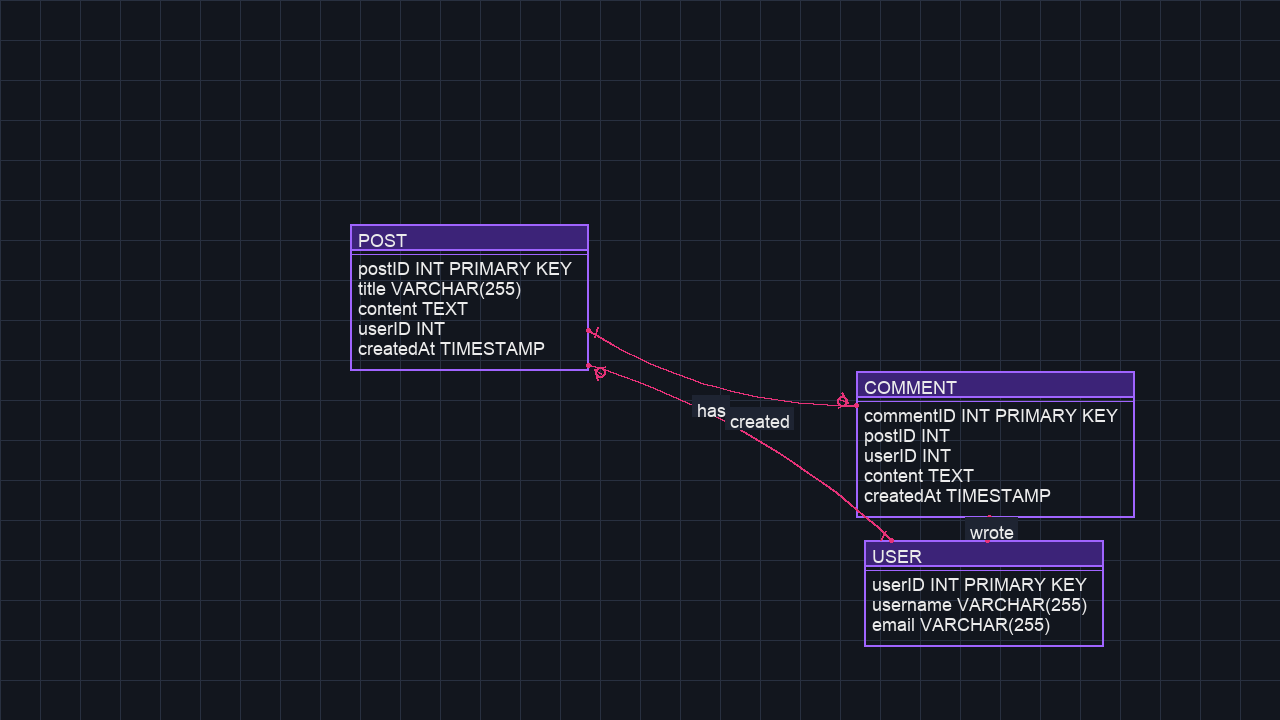 POST
postID INT PRIMARY KEY
title VARCHAR(255)
content TEXT
userID INT
createdAt TIMESTAMP
has
created
COMMENT
commentID INT PRIMARY KEY
postID INT
userID INT
content TEXT
createdAt TIMESTAMP
wrote
USER
userID INT PRIMARY KEY
username VARCHAR(255)
email VARCHAR(255)